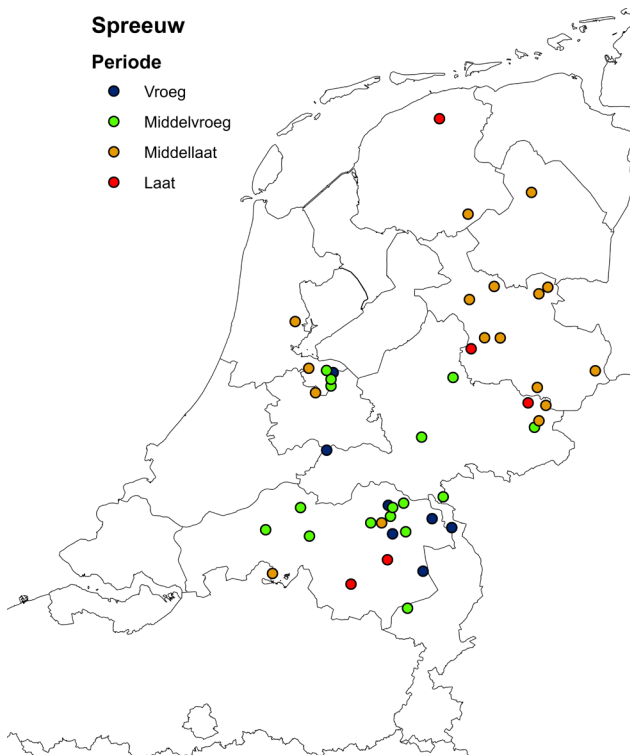 Spreeuw
Periode
Vroeg
Middelvroeg
Middellaat
Laat